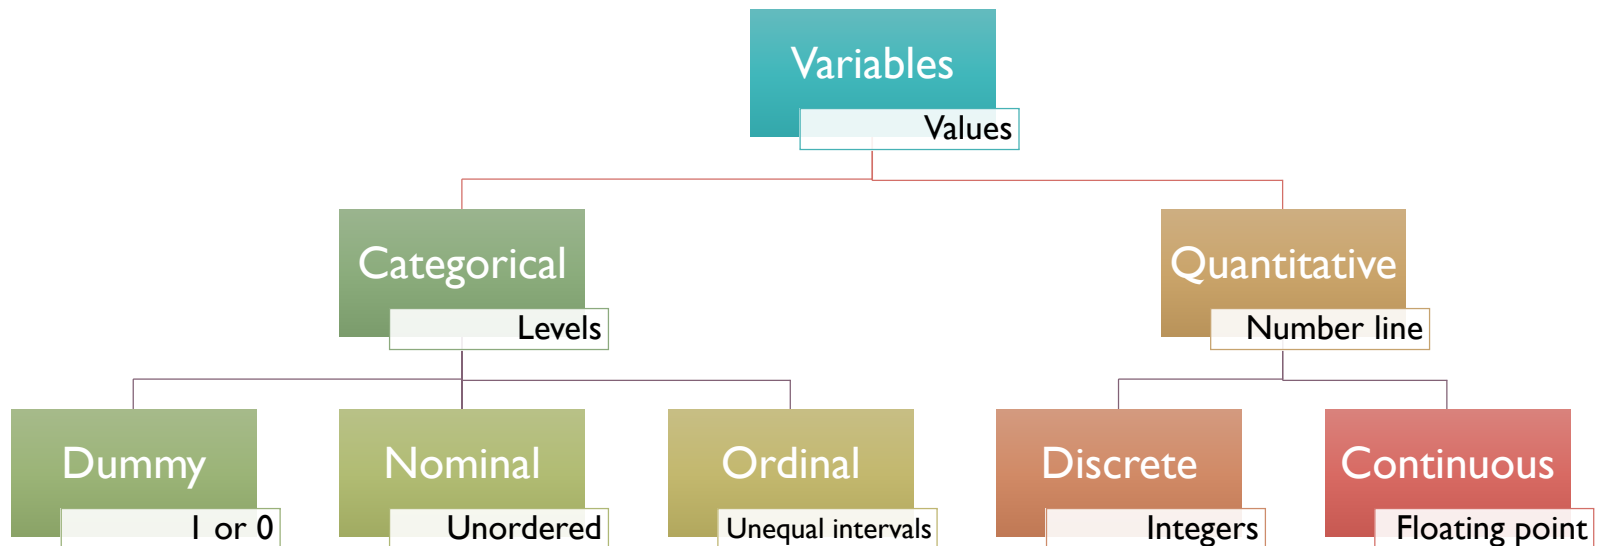 Variables
Values
Categorical
Levels
Quantitative
Number line
Dummy
1 or 0
Nominal
Unordered
Ordinal
Unequal intervals
Discrete
Integers
Continuous
Floating point